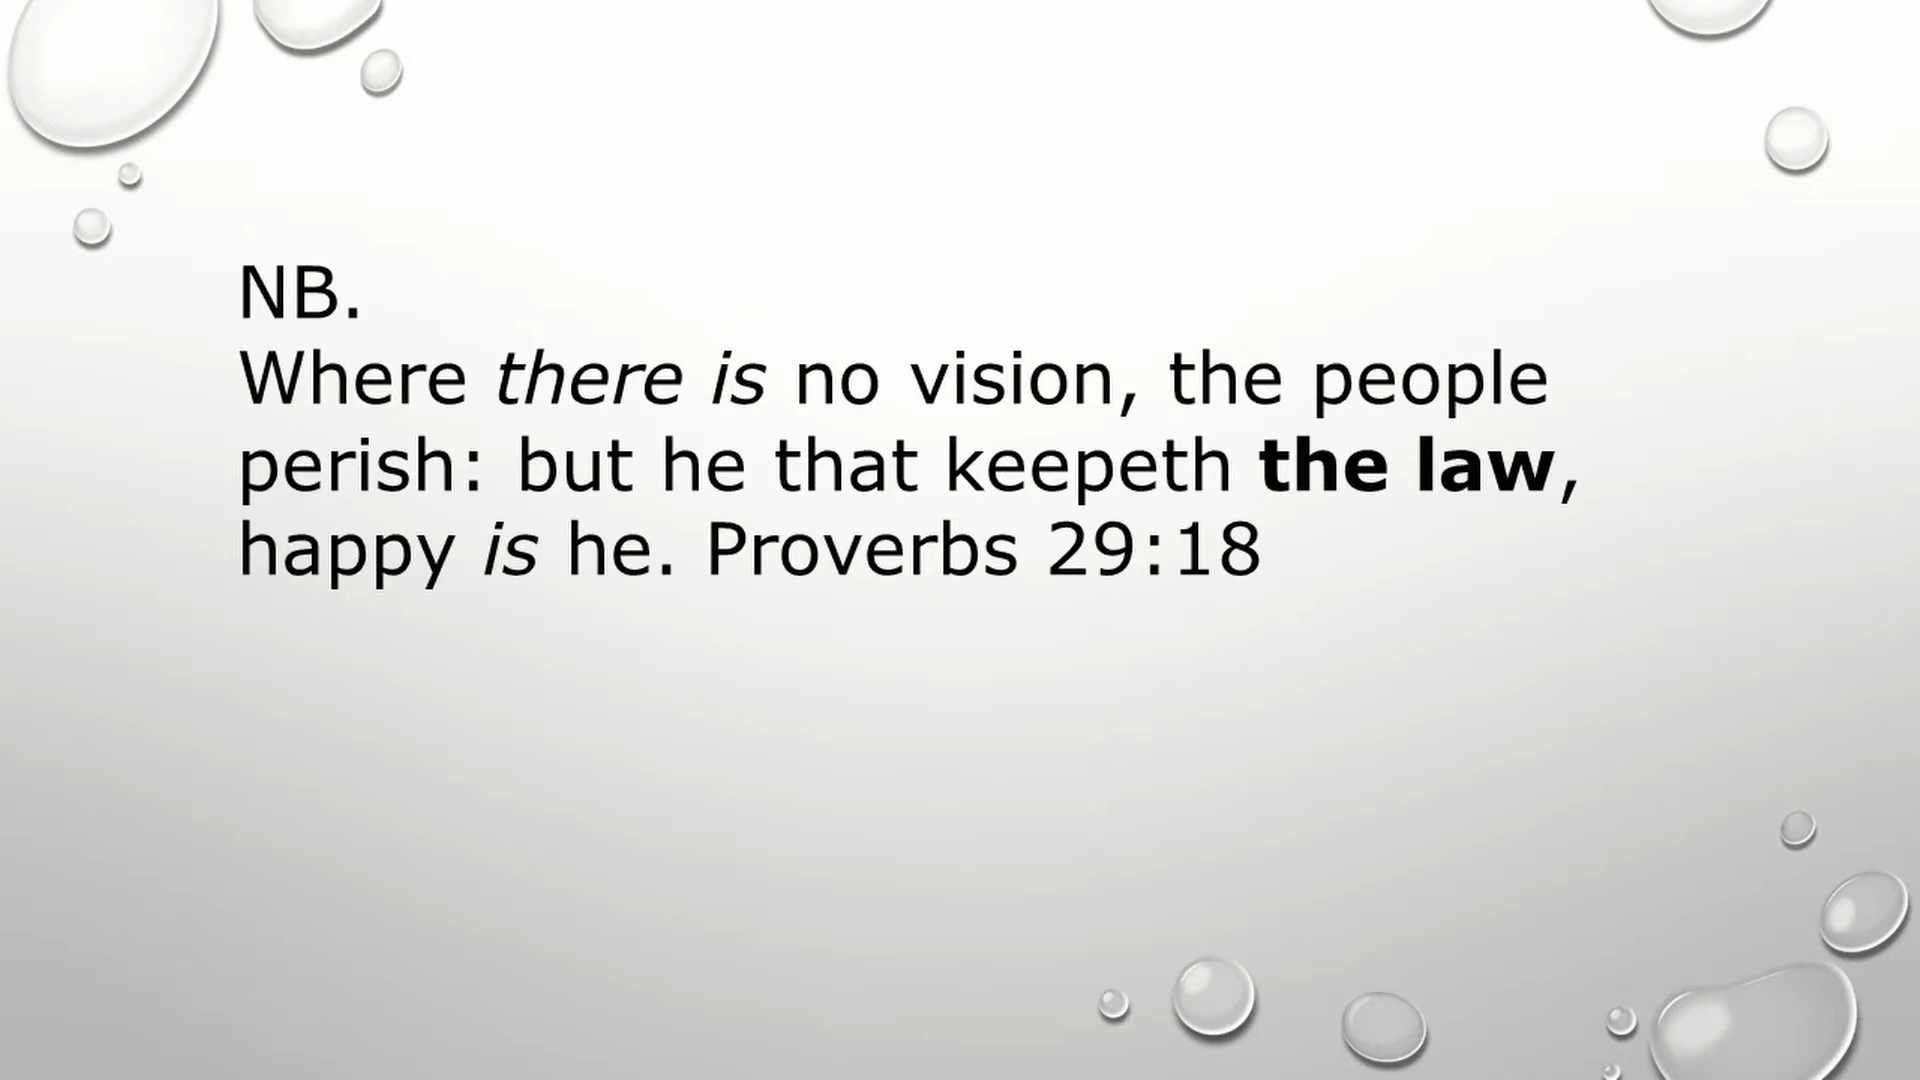 NB.
Where there is no vision, the people
perish: but he that keepeth the law,
happy is he. Proverbs 29:18